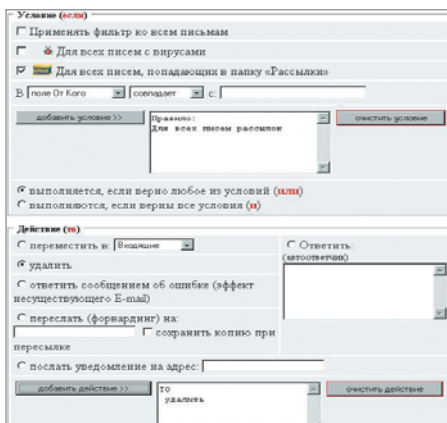 Условие (если)
Применять фильтр ко всем письмам
Для всех писем с вирусами
Для всех писем, попадающих в папку «Рассылки»
В поле От Кого совпадает с:
добавить условие >>
Правило:
Для всех писем рассылок
очистить условие
выполняется, если верно любое из условий (или)
выполняются, если верны все условия (и)
Действие (то)
переместить в: Входящие
Ответить:
(автоответчик)
удалить
ответить сообщением об ошибке (эффект
несуществующего E-mail)
переслать (форвардинг) на:
сохранить копию при
пересылке
послать уведомление на адрес:
добавить действие >>
ТО
удалить
очистить действие